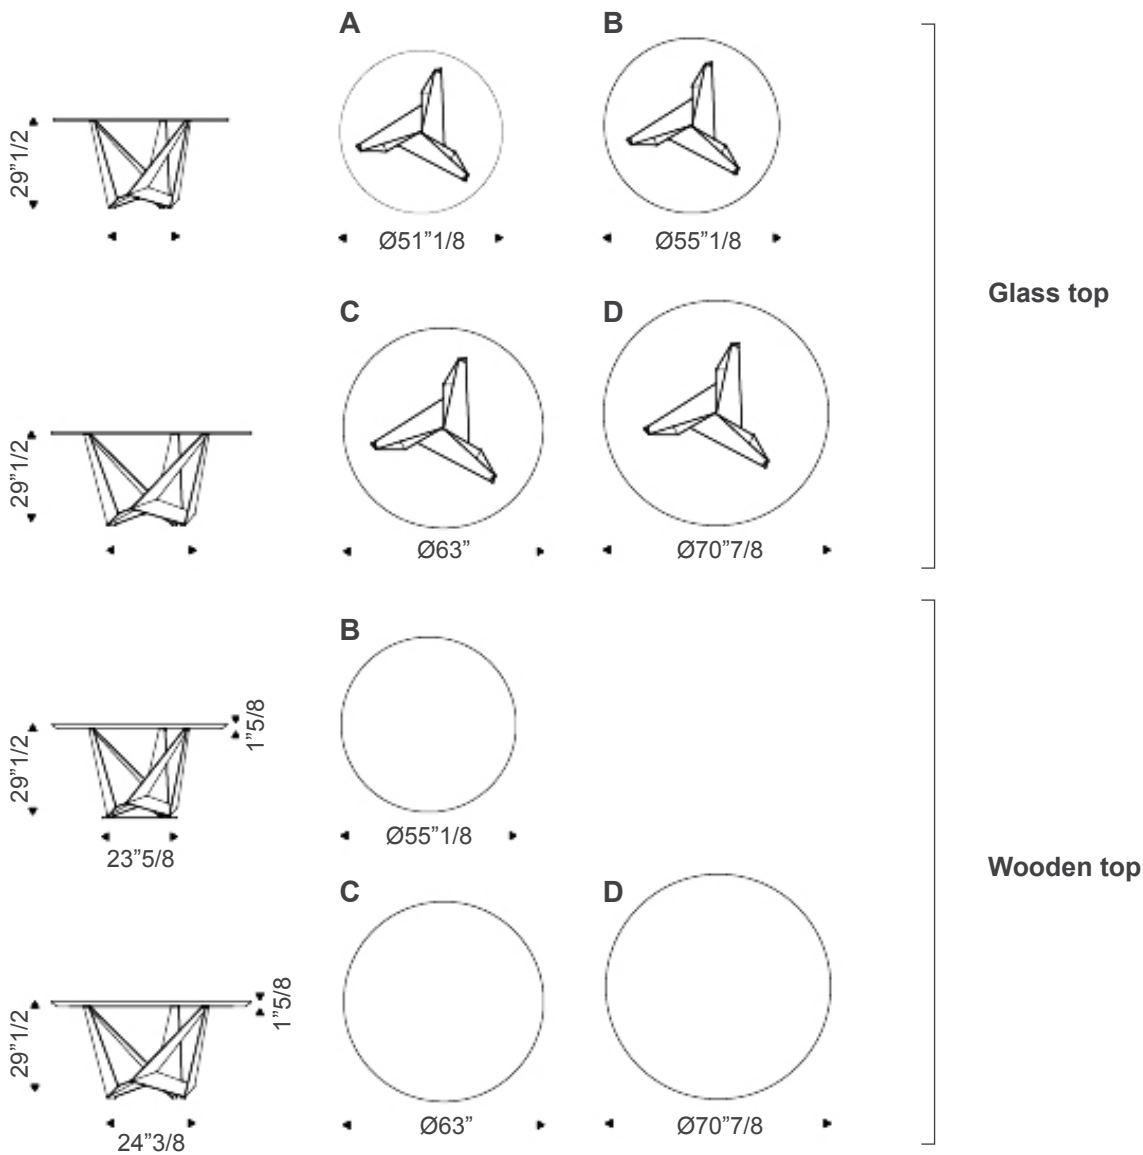 A
B
29”1/2
Ø51”1/8
Ø55”1/8
Glass top
C
D
29”1/2
Ø63”
Ø70”7/8
B
1”5/8
29”1/2
23”5/8
Ø55”1/8
Wooden top
C
D
1”5/8
29”1/2
24”3/8
Ø63”
Ø70”7/8